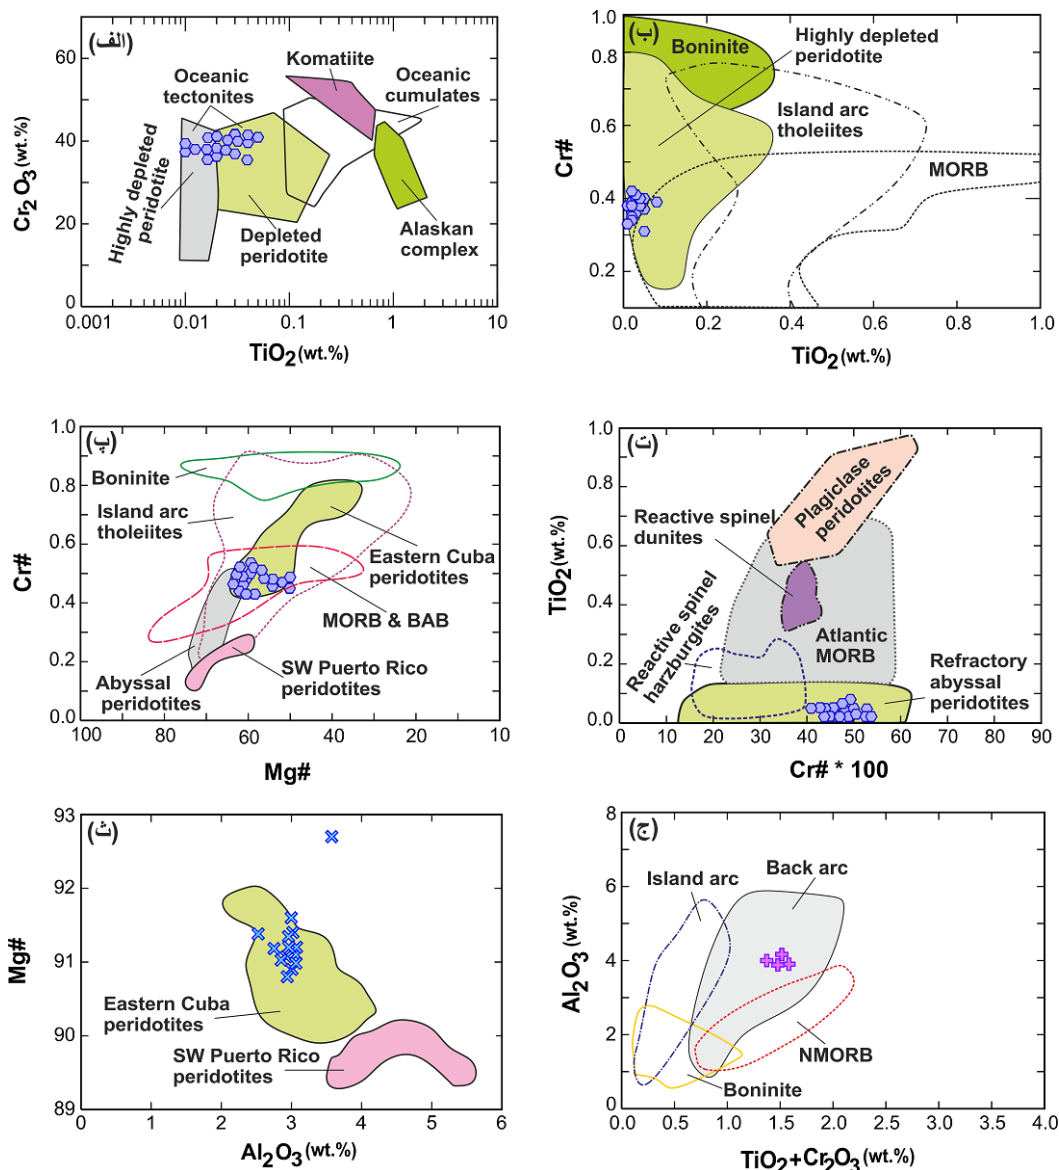 (الف)
Cr2O3 (wt.%)
60
40
20
0
Oceanic
tectonites
Komatiite
Oceanic
cumulates
Highly depleted
peridotite
Depleted
peridotite
Alaskan
complex
0.001
0.01
0.1
1
10
TiO2 (wt.%)
(ب)
Cr#
1.0
0.8
0.6
0.4
0.2
Boninite
Highly depleted
peridotite
Island arc
tholeiites
MORB
0.0
0.2
0.4
0.6
0.8
1.0
TiO2 (wt.%)
(پ)
Cr#
1.0
0.8
0.6
0.4
0.2
0.0
Boninite
Island arc
tholeiites
Eastern Cuba
peridotites
MORB & BAB
Abyssal
peridotites
SW Puerto Rico
peridotites
100
80
60
40
20
0
Mg#
(ت)
TiO2 (wt.%)
1.0
0.8
0.6
0.4
0.2
0.0
Plagiclase
peridotites
Reactive spinel
dunites
Reactive spinel
harzburgites
Atlantic
MORB
Refractory
abyssal
peridotites
0
10
20
30
40
50
60
70
80
90
Cr# * 100
(ث)
Mg#
93
92
91
90
89
Eastern Cuba
peridotites
SW Puerto Rico
peridotites
0
1
2
3
4
5
6
Al2O3 (wt.%)
(ج)
Al2O3 (wt.%)
8
6
4
2
0
Island arc
Back arc
NMORB
Boninite
0.0
0.5
1.0
1.5
2.0
2.5
3.0
3.5
4.0
TiO2+Cr2O3 (wt.%)